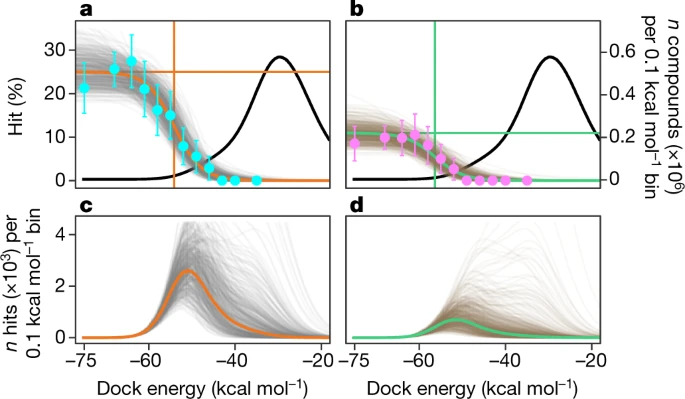 a
b
30
20
10
0
Hit (%)
0.6
0.4
0.2
0
n compounds (×10⁶)
per 0.1 kcal mol⁻¹ bin
c
d
4
2
0
n hits (×10³) per
0.1 kcal mol⁻¹ bin
−75 −60 −40 −20 −75 −60 −40 −20
Dock energy (kcal mol⁻¹) Dock energy (kcal mol⁻¹)